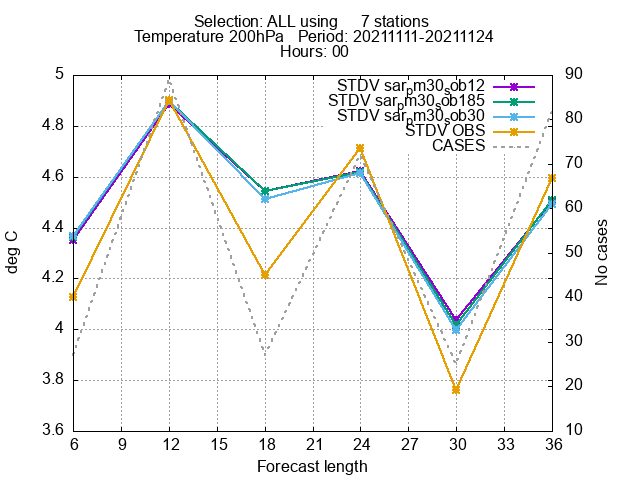 Selection: ALL using 7 stations
Temperature 200hPa Period: 20211111-20211124
Hours: 00
STDV sar_pm30_sob12
STDV sar_pm30_sob185
STDV sar_pm30_sob30
STDV OBS
CASES
5
4.8
4.6
4.4
4.2
4
3.8
3.6
deg C
90
80
70
60
50
40
30
20
10
No cases
6 9 12 15 18 21 24 27 30 33 36
Forecast length